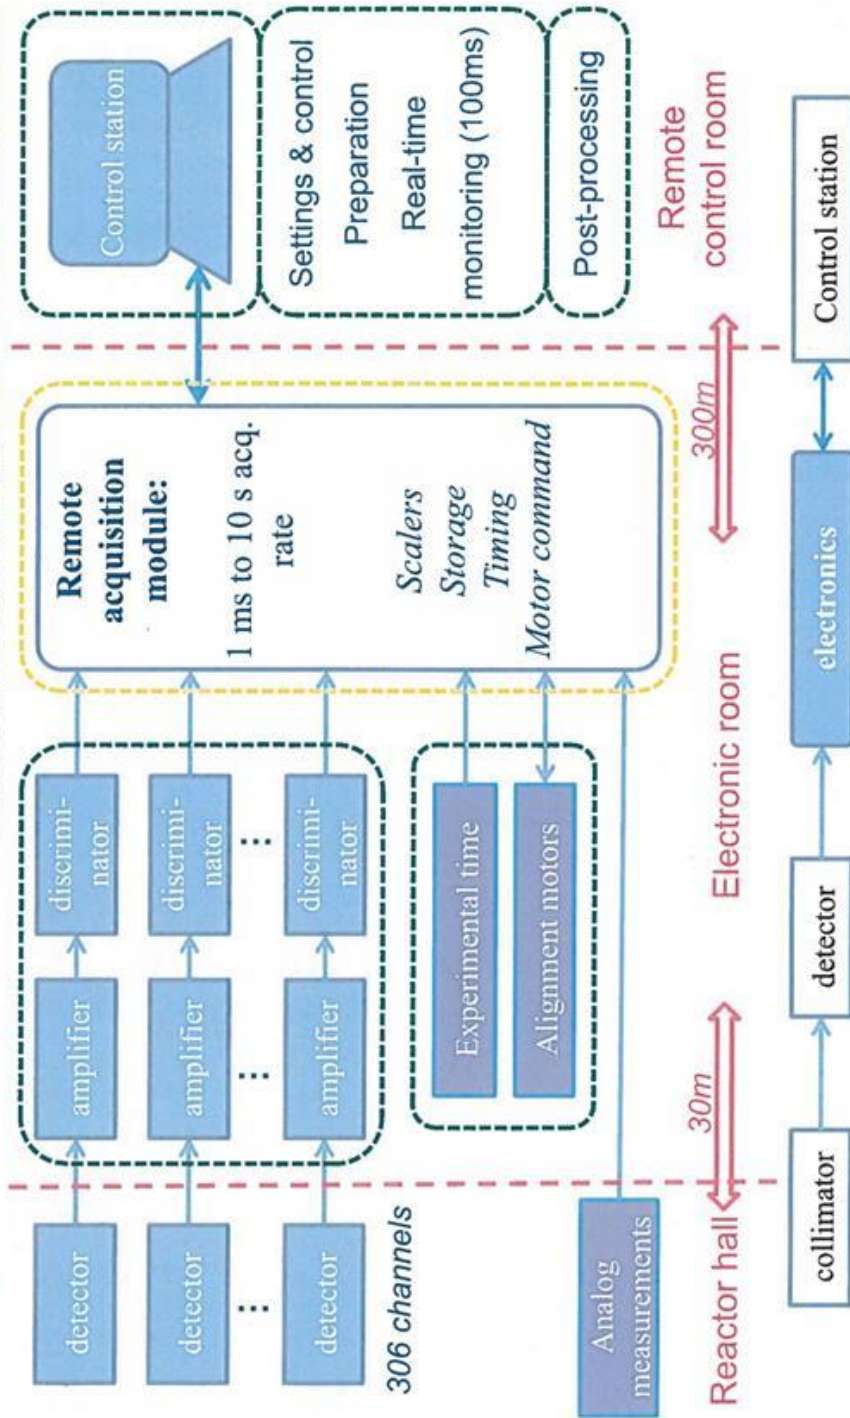 detector
amplifier
discrimi-
nator
detector
amplifier
discrimi-
nator
...
...
...
detector
amplifier
discrimi-
nator
306 channels
Experimental time
Alignment motors
Analog
measurements
Remote
acquisition
module:
1 ms to 10 s acq.
rate
Scalers
Storage
Timing
Motor command
Control station
Settings & control
Preparation
Real-time
monitoring (100ms)
Post-processing
Reactor hall
30m
Electronic room
300m
Remote
control room
collimator
detector
electronics
Control station